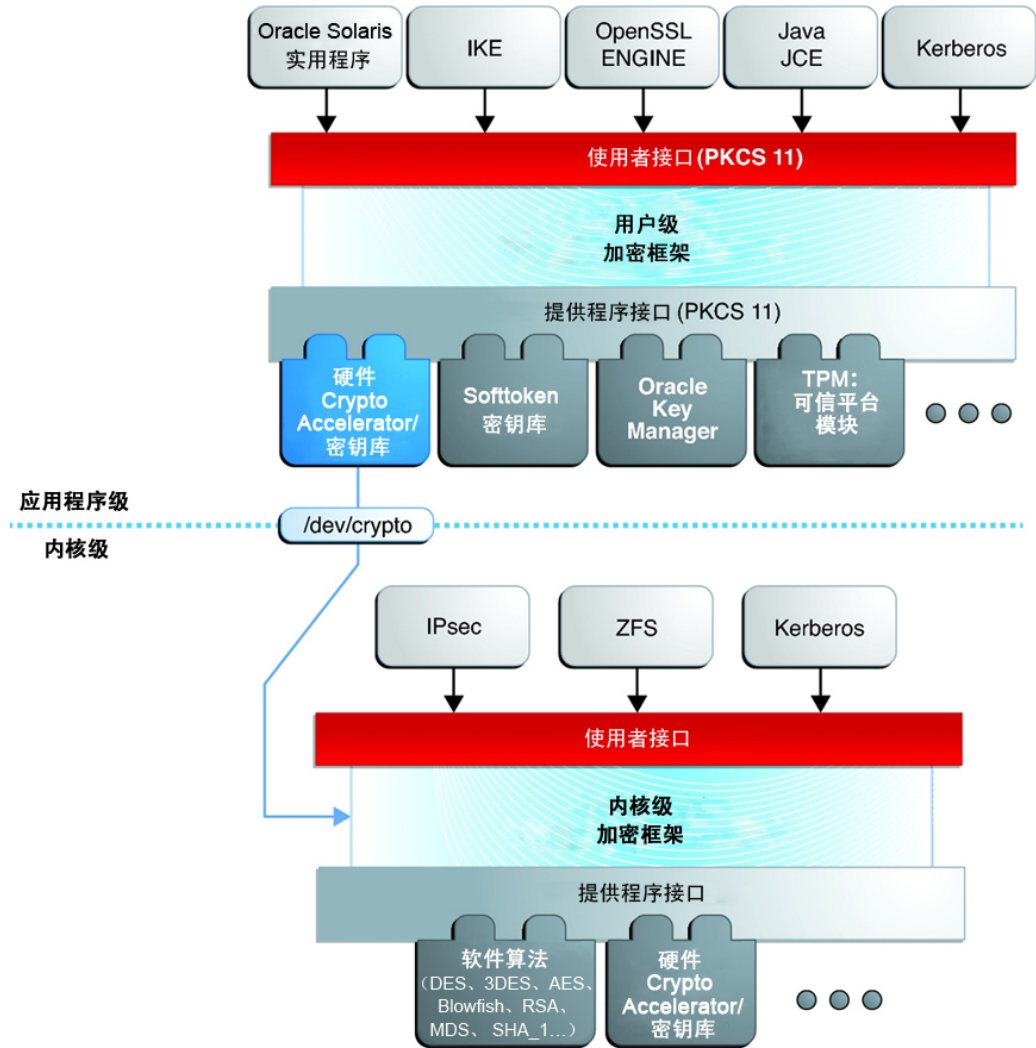 Oracle Solaris
实用程序
IKE
OpenSSL
ENGINE
Java
JCE
Kerberos
使用者接口(PKCS 11)
用户级
加密框架
提供程序接口(PKCS 11)
硬件
Crypto
Accelerator/
密钥库
Softtoken
密钥库
Oracle
Key
Manager
TPM:
可信平台
模块
应用程序级
/dev/crypto
内核级
IPsec
ZFS
Kerberos
使用者接口
内核级
加密框架
提供程序接口
软件算法
(DES、3DES、AES、
Blowfish、RSA、
MDS、 SHA_1...)
硬件
Crypto
Accelerator/
密钥库